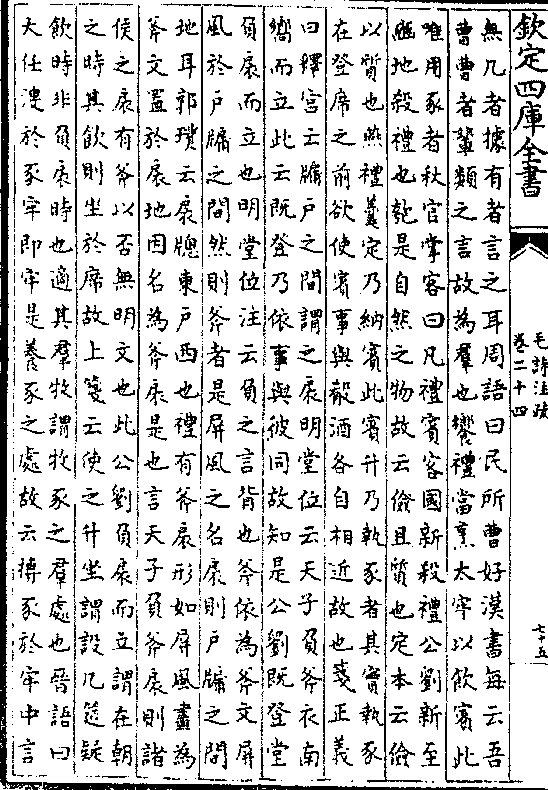 欽定四庫全書
毛詩注疏
卷二十四
七十五
無几者據有者言之耳周語曰民所曹好漢書每云吾
曹曹者輩類之言故為羣也饗禮當烹太牢以飲賓此
唯用豕者秋官掌客曰凡禮賓客國新殺禮公劉新至
豳地殺禮也匏是自然之物故云儉且質也定本云儉
以質也燕禮羹定乃納賓此賓升乃執豕者其實執豕
在登席之前欲使賓事與殽酒各自相近故也箋正義
曰釋宫云牖戶之間謂之扆明堂位云天子負斧衣南
嚮而立此云既登乃依事與彼同故知是公劉既登堂
負扆而立也明堂位注云負之言背也斧依為斧文屏
風於戶牖之間然則斧者是屏風之名扆則戶牖之間
地耳郭璞云扆牎東戶西也禮有斧扆形如屏風畫為
斧文置於扆地因名為斧扆是也言天子負斧扆則諸
侯之扆有斧以否無明文也此公劉負扆而立謂在朝
之時其飲則坐於席故上箋云使之升坐謂設几筵疑
飲時非負扆時也適其羣牧謂牧豕之羣處也晉語曰
大任溲於豕牢即牢是養豕之處故云搏豕於牢中言